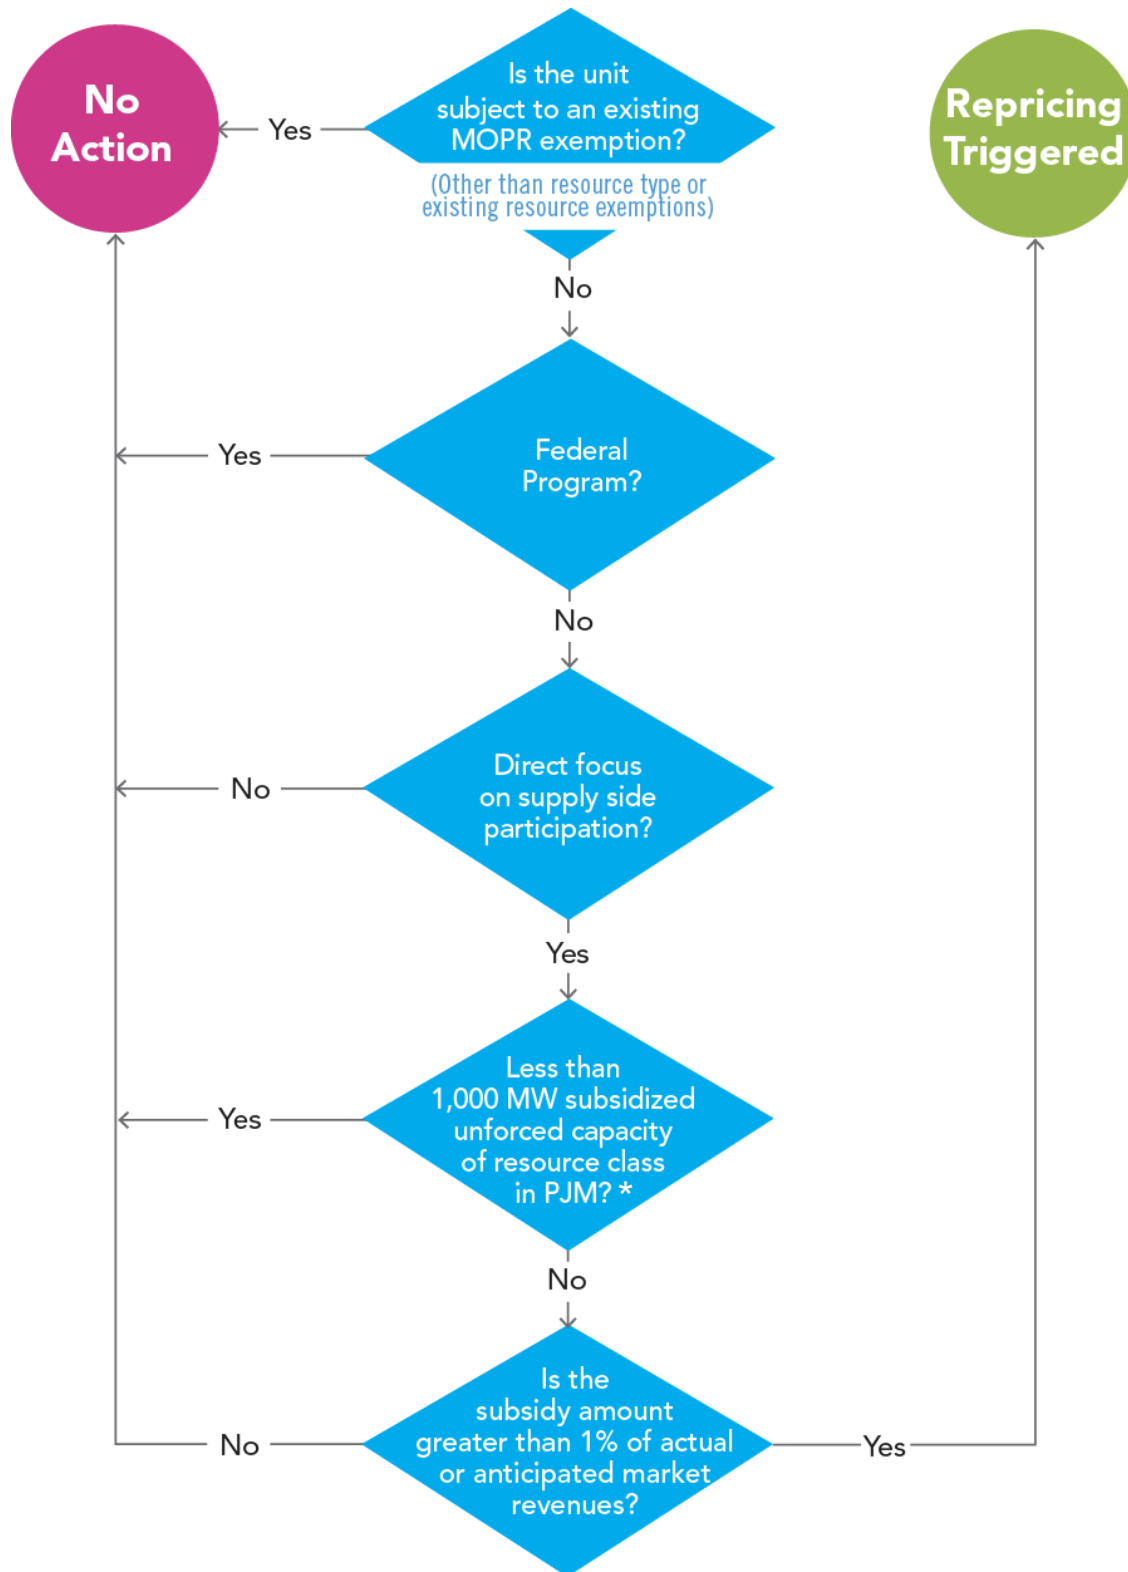 No
Action
Yes
Is the unit
subject to an existing
MOPR exemption?
(Other than resource type or
existing resource exemptions)
Repricing
Triggered
No
Yes
Federal
Program?
No
No
Direct focus
on supply side
participation?
Yes
Yes
Less than
1,000 MW subsidized
unforced capacity
of resource class
in PJM? *
No
No
Is the
subsidy amount
greater than 1% of actual
or anticipated market
revenues?
Yes